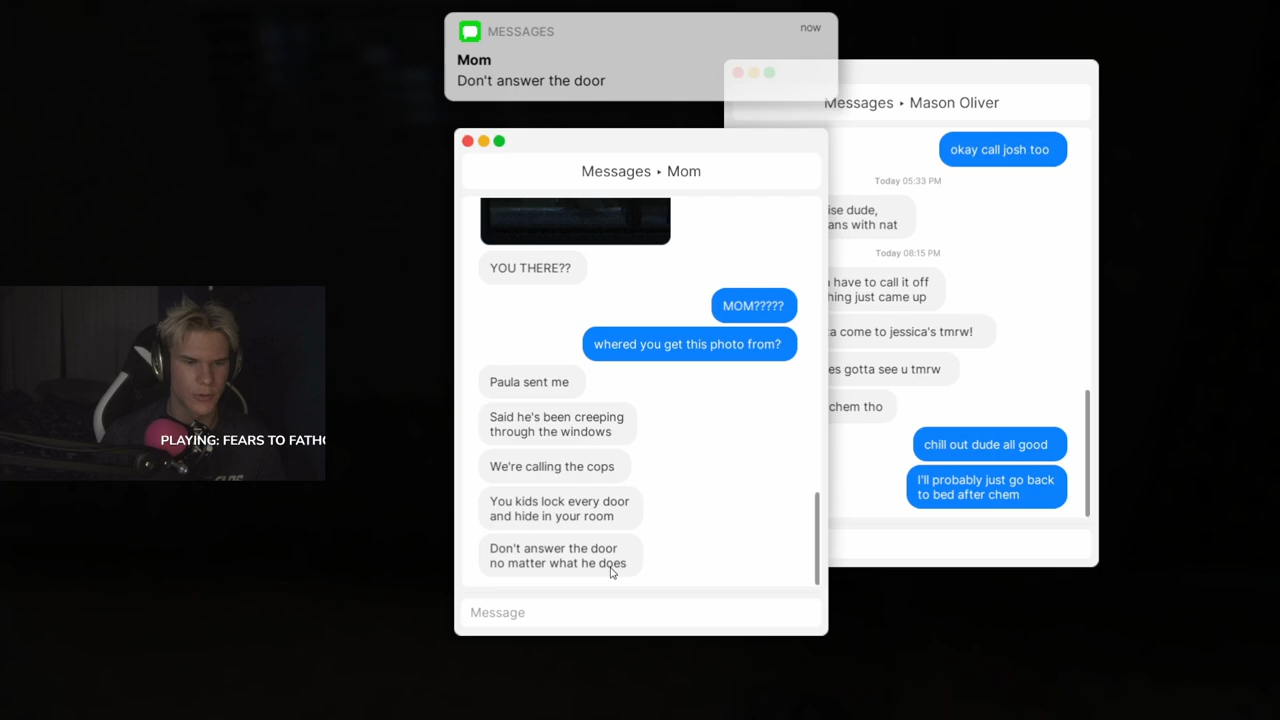 MESSAGES
now
Mom
Don't answer the door
Messages ▸ Mason Oliver
okay call josh too
Today 05:33 PM
ise dude,
ans with nat
Today 08:15 PM
have to call it off
hing just came up
a come to jessica's tmrw!
es gotta see u tmrw
chem tho
chill out dude all good
I'll probably just go back
to bed after chem
Messages ▸ Mom
YOU THERE??
MOM?????
whered you get this photo from?
Paula sent me
Said he's been creeping
through the windows
We're calling the cops
You kids lock every door
and hide in your room
Don't answer the door
no matter what he does
Message
PLAYING: FEARS TO FATHO